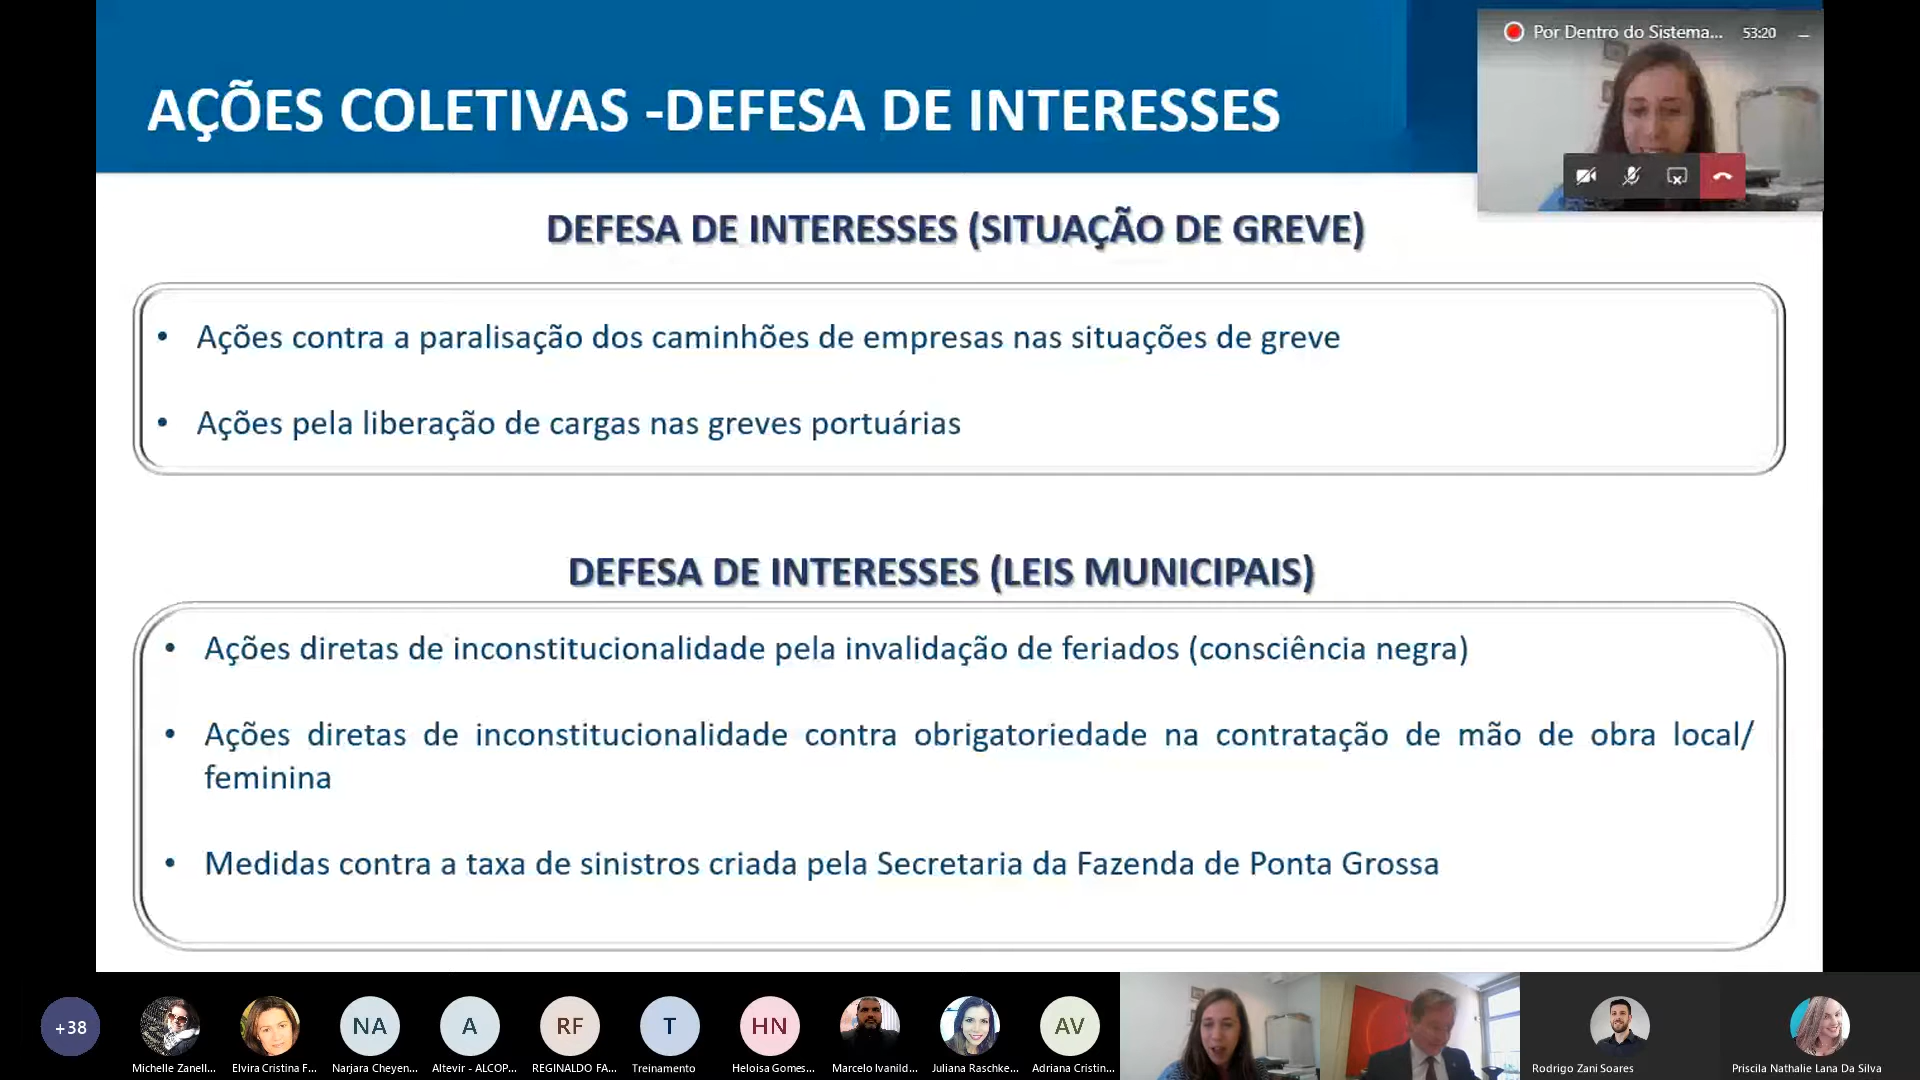 AÇÕES COLETIVAS -DEFESA DE INTERESSES
Por Dentro do Sistema...
53:20
DEFESA DE INTERESSES (SITUAÇÃO DE GREVE)
• Ações contra a paralisação dos caminhões de empresas nas situações de greve
• Ações pela liberação de cargas nas greves portuárias
DEFESA DE INTERESSES (LEIS MUNICIPAIS)
• Ações diretas de inconstitucionalidade pela invalidação de feriados (consciência negra)
• Ações diretas de inconstitucionalidade contra obrigatoriedade na contratação de mão de obra local/
feminina
• Medidas contra a taxa de sinistros criada pela Secretaria da Fazenda de Ponta Grossa
+38
NA
A
RF
T
HN
AV
Michelle Zanell...
Elvira Cristina F...
Narjara Cheyen...
Altevir - ALCOP...
REGINALDO FA...
Treinamento
Heloisa Gomes...
Marcelo Ivanild...
Juliana Raschke...
Adriana Cristin...
Rodrigo Zani Soares
Priscila Nathalie Lana Da Silva